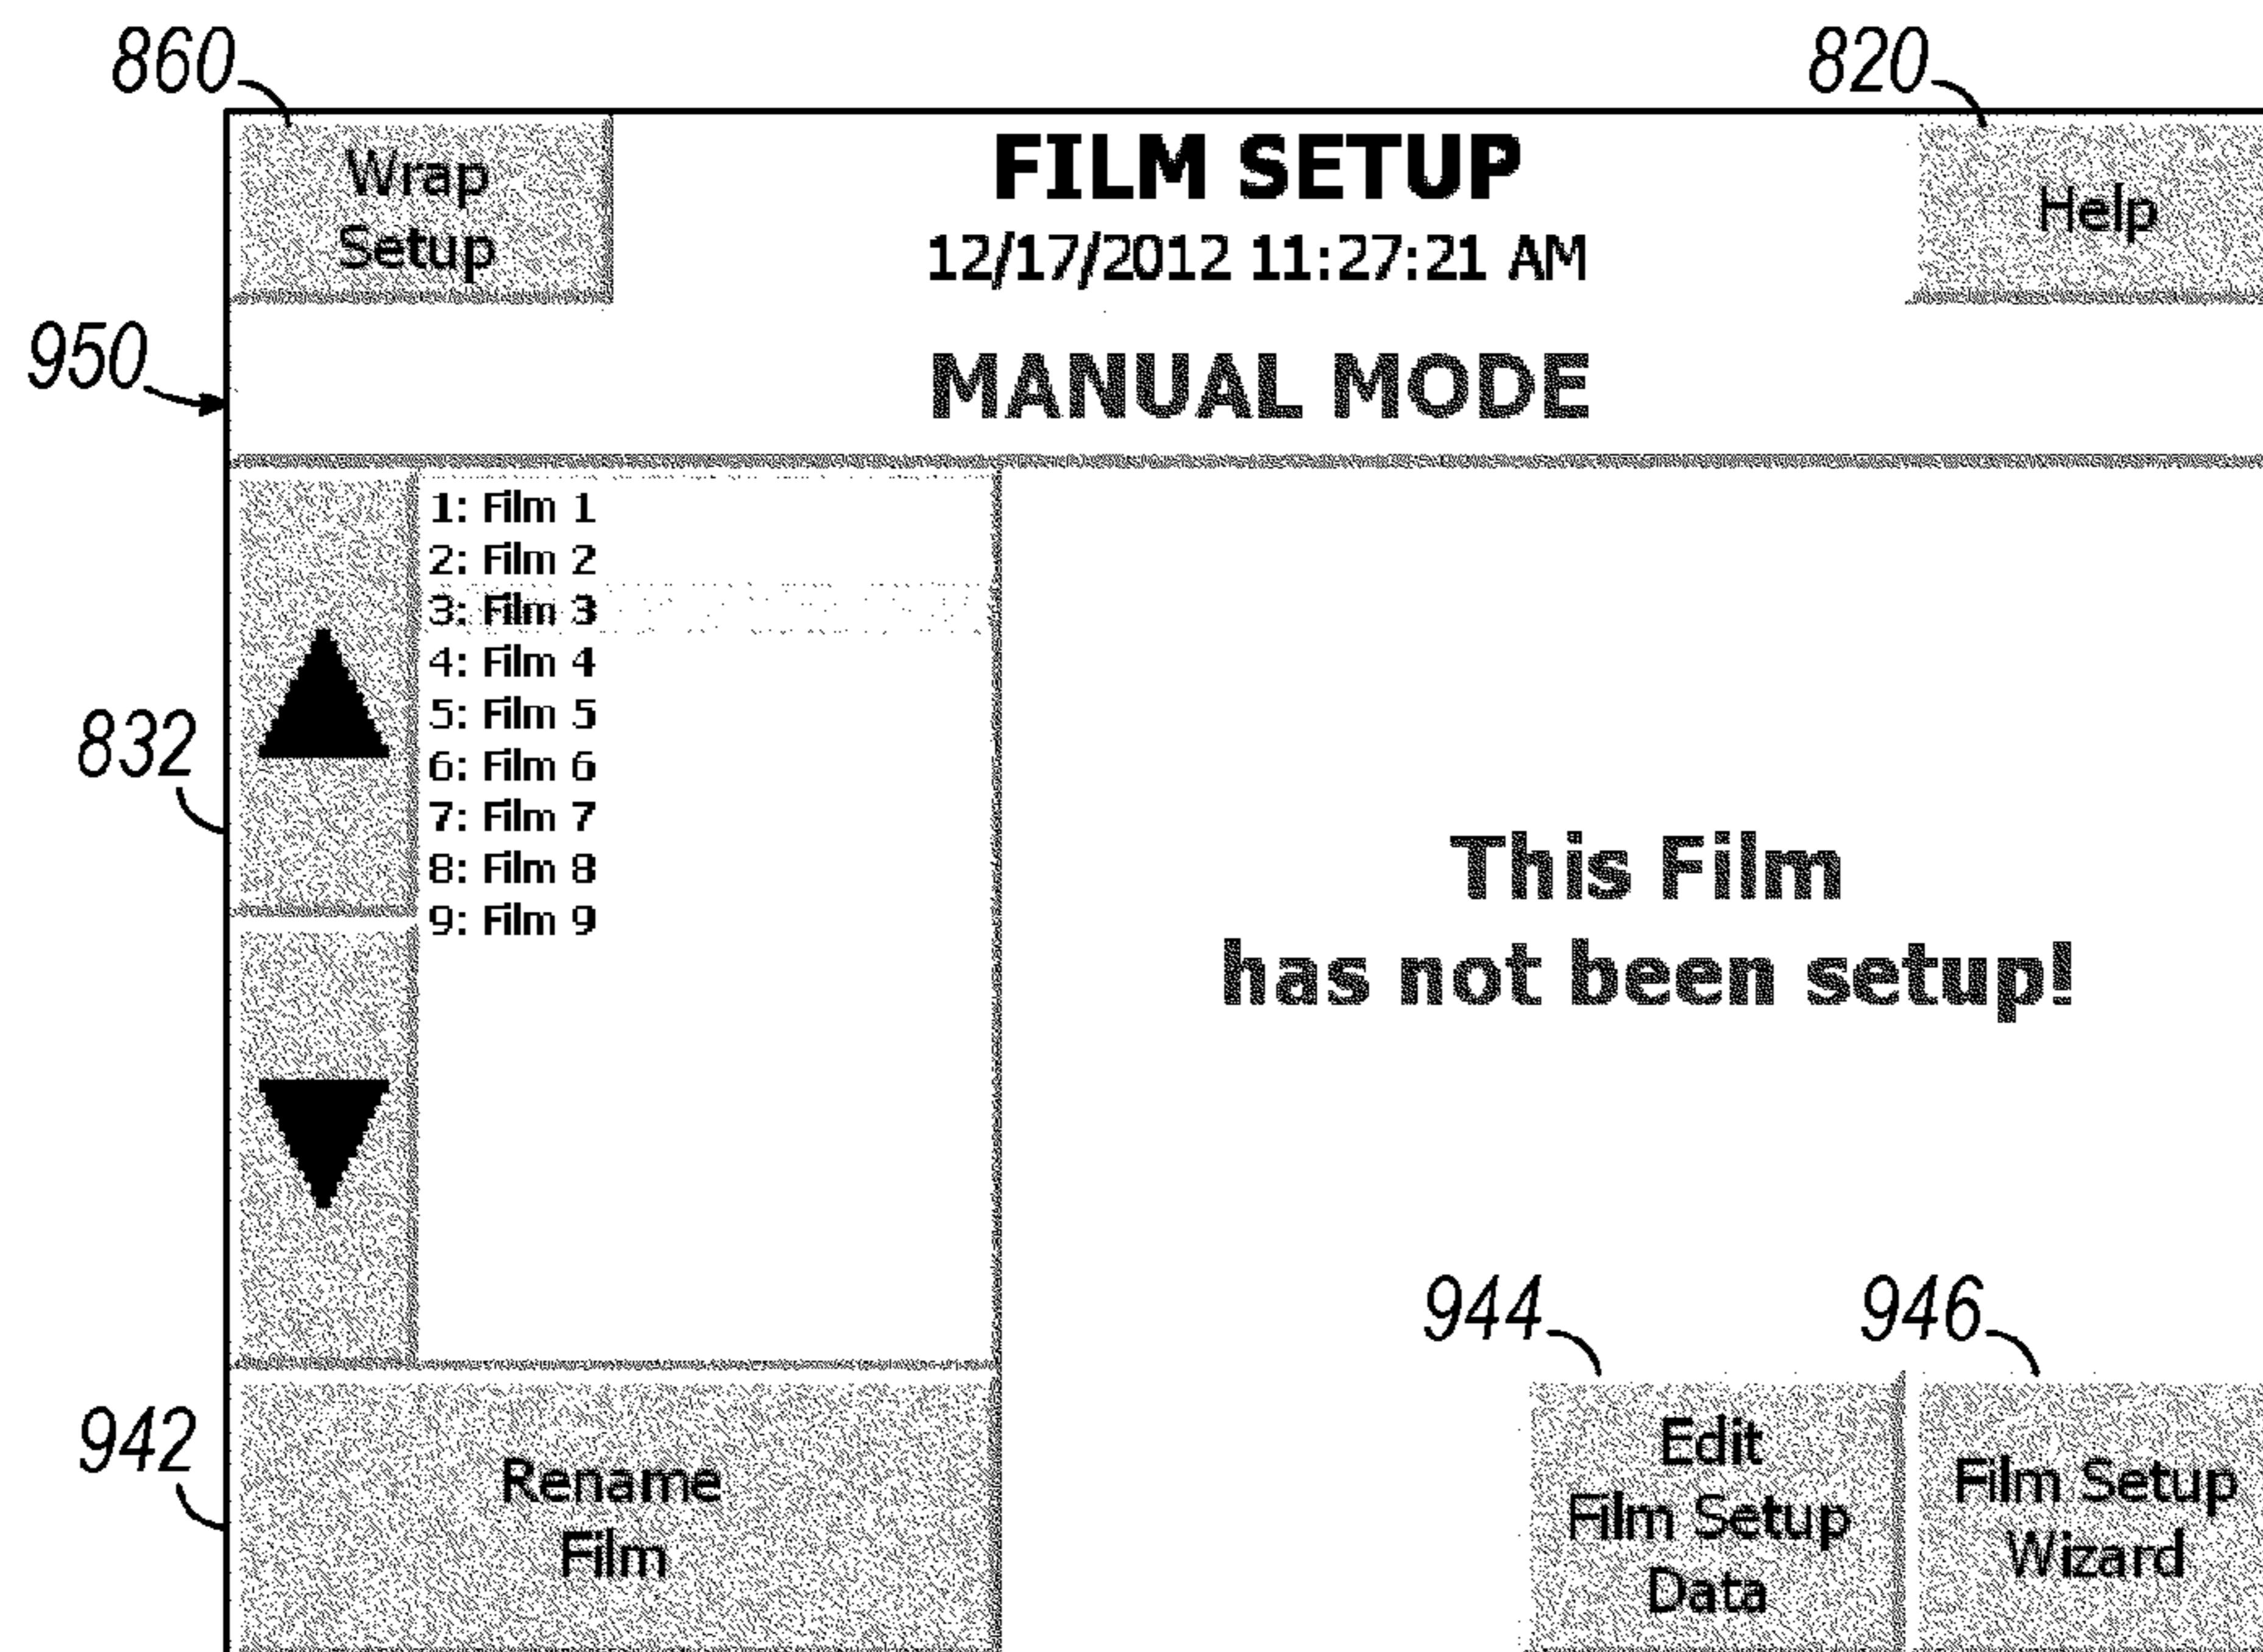 860
820
Wrap
Setup
FILM SETUP
12/17/2012 11:27:21 AM
Help
950
MANUAL MODE
1: Film 1
2: Film 2
3: Film 3
4: Film 4
5: Film 5
6: Film 6
7: Film 7
8: Film 8
9: Film 9
832
This Film
has not been setup!
944
946
942
Rename
Film
Edit
Film Setup
Data
Film Setup
Wizard